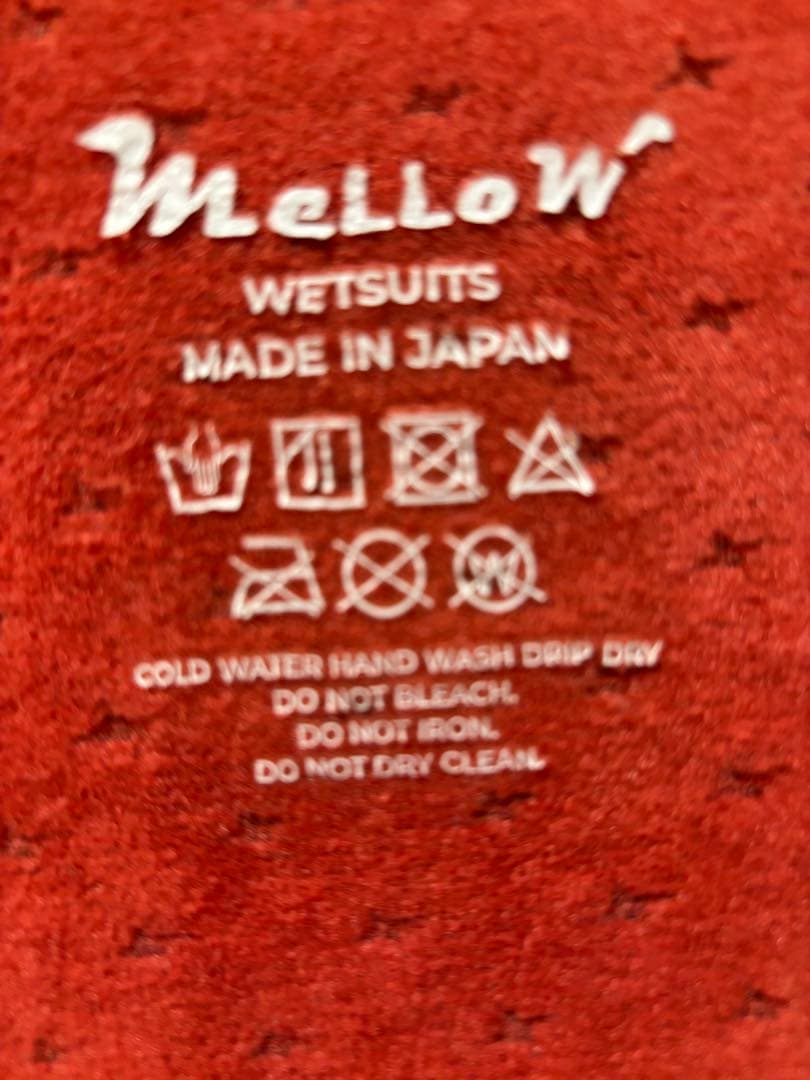 MeLLoW
WETSUITS
MADE IN JAPAN
W
COLD WATER HAND WASH DRIP DRY
DO NOT BLEACH.
DO NOT IRON.
DO NOT DRY CLEAN.